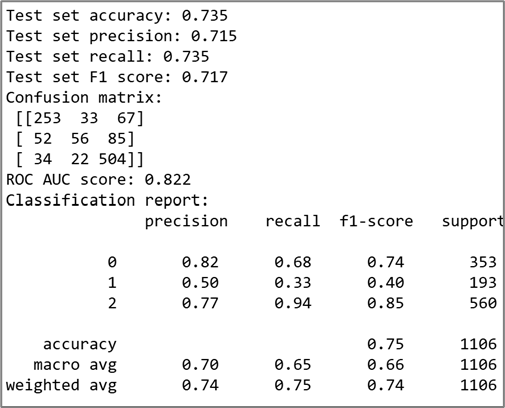 Test set accuracy: 0.735
Test set precision: 0.715
Test set recall: 0.735
Test set F1 score: 0.717
Confusion matrix:
[[253 33 67]
[ 52 56 85]
[ 34 22 504]]
ROC AUC score: 0.822
Classification report:
precision recall f1-score support
0 0.82 0.68 0.74 353
1 0.50 0.33 0.40 193
2 0.77 0.94 0.85 560
accuracy 0.75 1106
macro avg 0.70 0.65 0.66 1106
weighted avg 0.74 0.75 0.74 1106